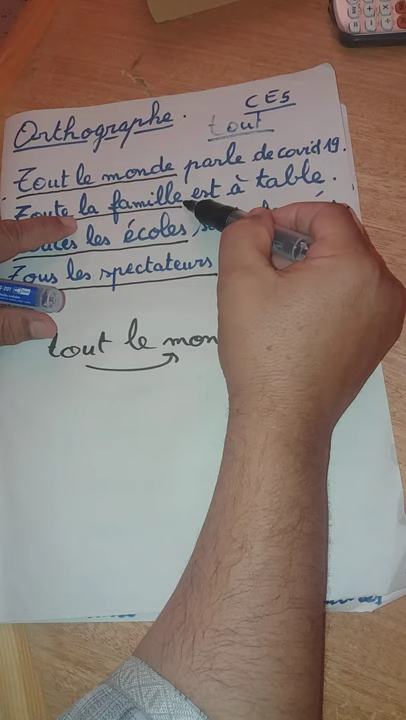 CE5
Orthographe.
tout
Tout le monde parle de covid 19.
Toute la famille est à table.
les écoles
Tous les spectateurs
tout le mon